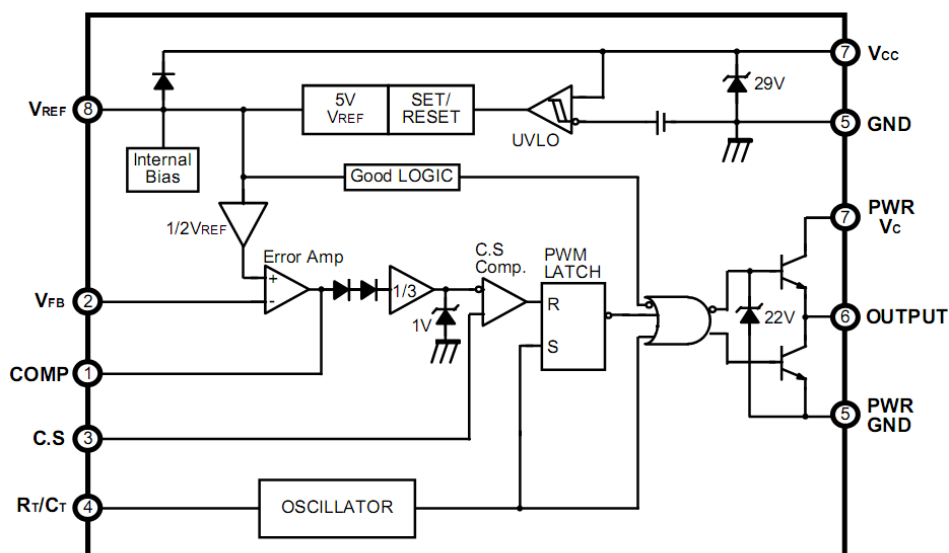 7
VCC
29V
5V
VREF
SET/
RESET
UVLO
VREF
8
5
GND
Internal
Bias
Good LOGIC
1/2VREF
7
PWR
VC
Error Amp
C.S
Comp.
PWM
LATCH
+
-
1/3
1V
R
S
22V
VFB
2
6
OUTPUT
COMP
1
5
PWR
GND
C.S
3
RT/CT
4
OSCILLATOR